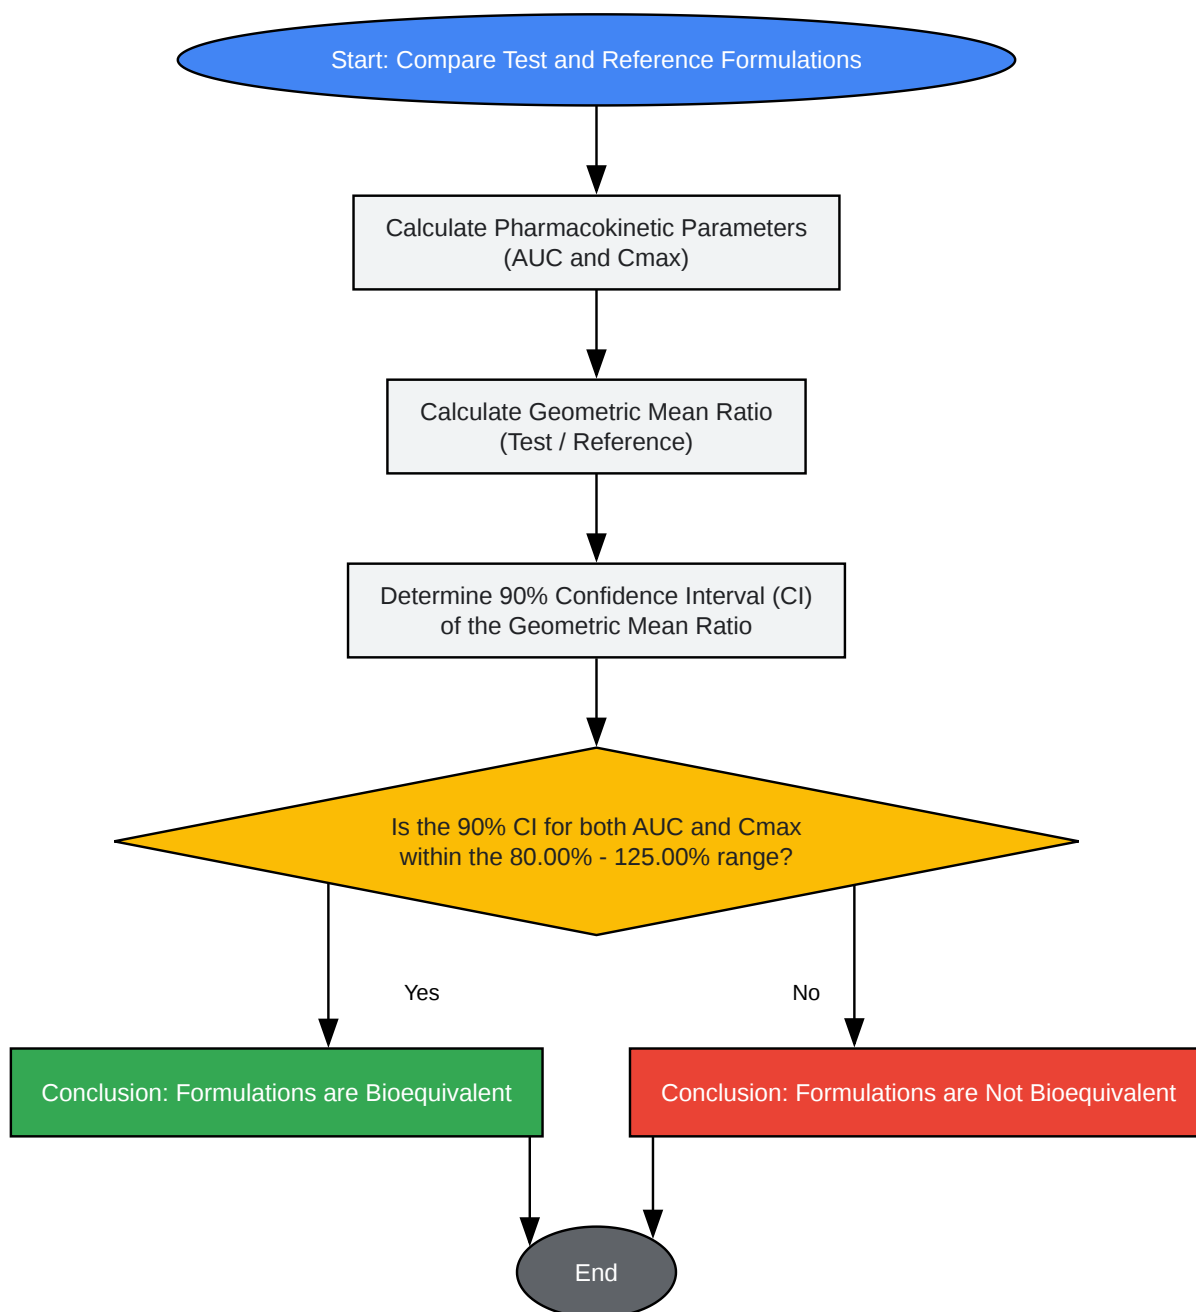 Start: Compare Test and Reference Formulations
Calculate Pharmacokinetic Parameters
(AUC and Cmax)
Calculate Geometric Mean Ratio
(Test / Reference)
Determine 90% Confidence Interval (CI)
of the Geometric Mean Ratio
Is the 90% CI for both AUC and Cmax
within the 80.00% - 125.00% range?
Yes
No
Conclusion: Formulations are Bioequivalent
Conclusion: Formulations are Not Bioequivalent
End